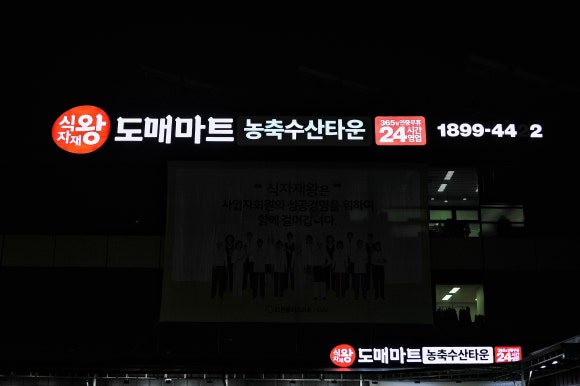 식자재왕 도매마트 농축수산타운 365일 연중무휴 24시간영업 1899-44 2
“ 식자재왕은 ”
사업자회원의 성공경영을 위하여
함께 걸어갑니다.
식자재왕 도매마트 농축수산타운 24